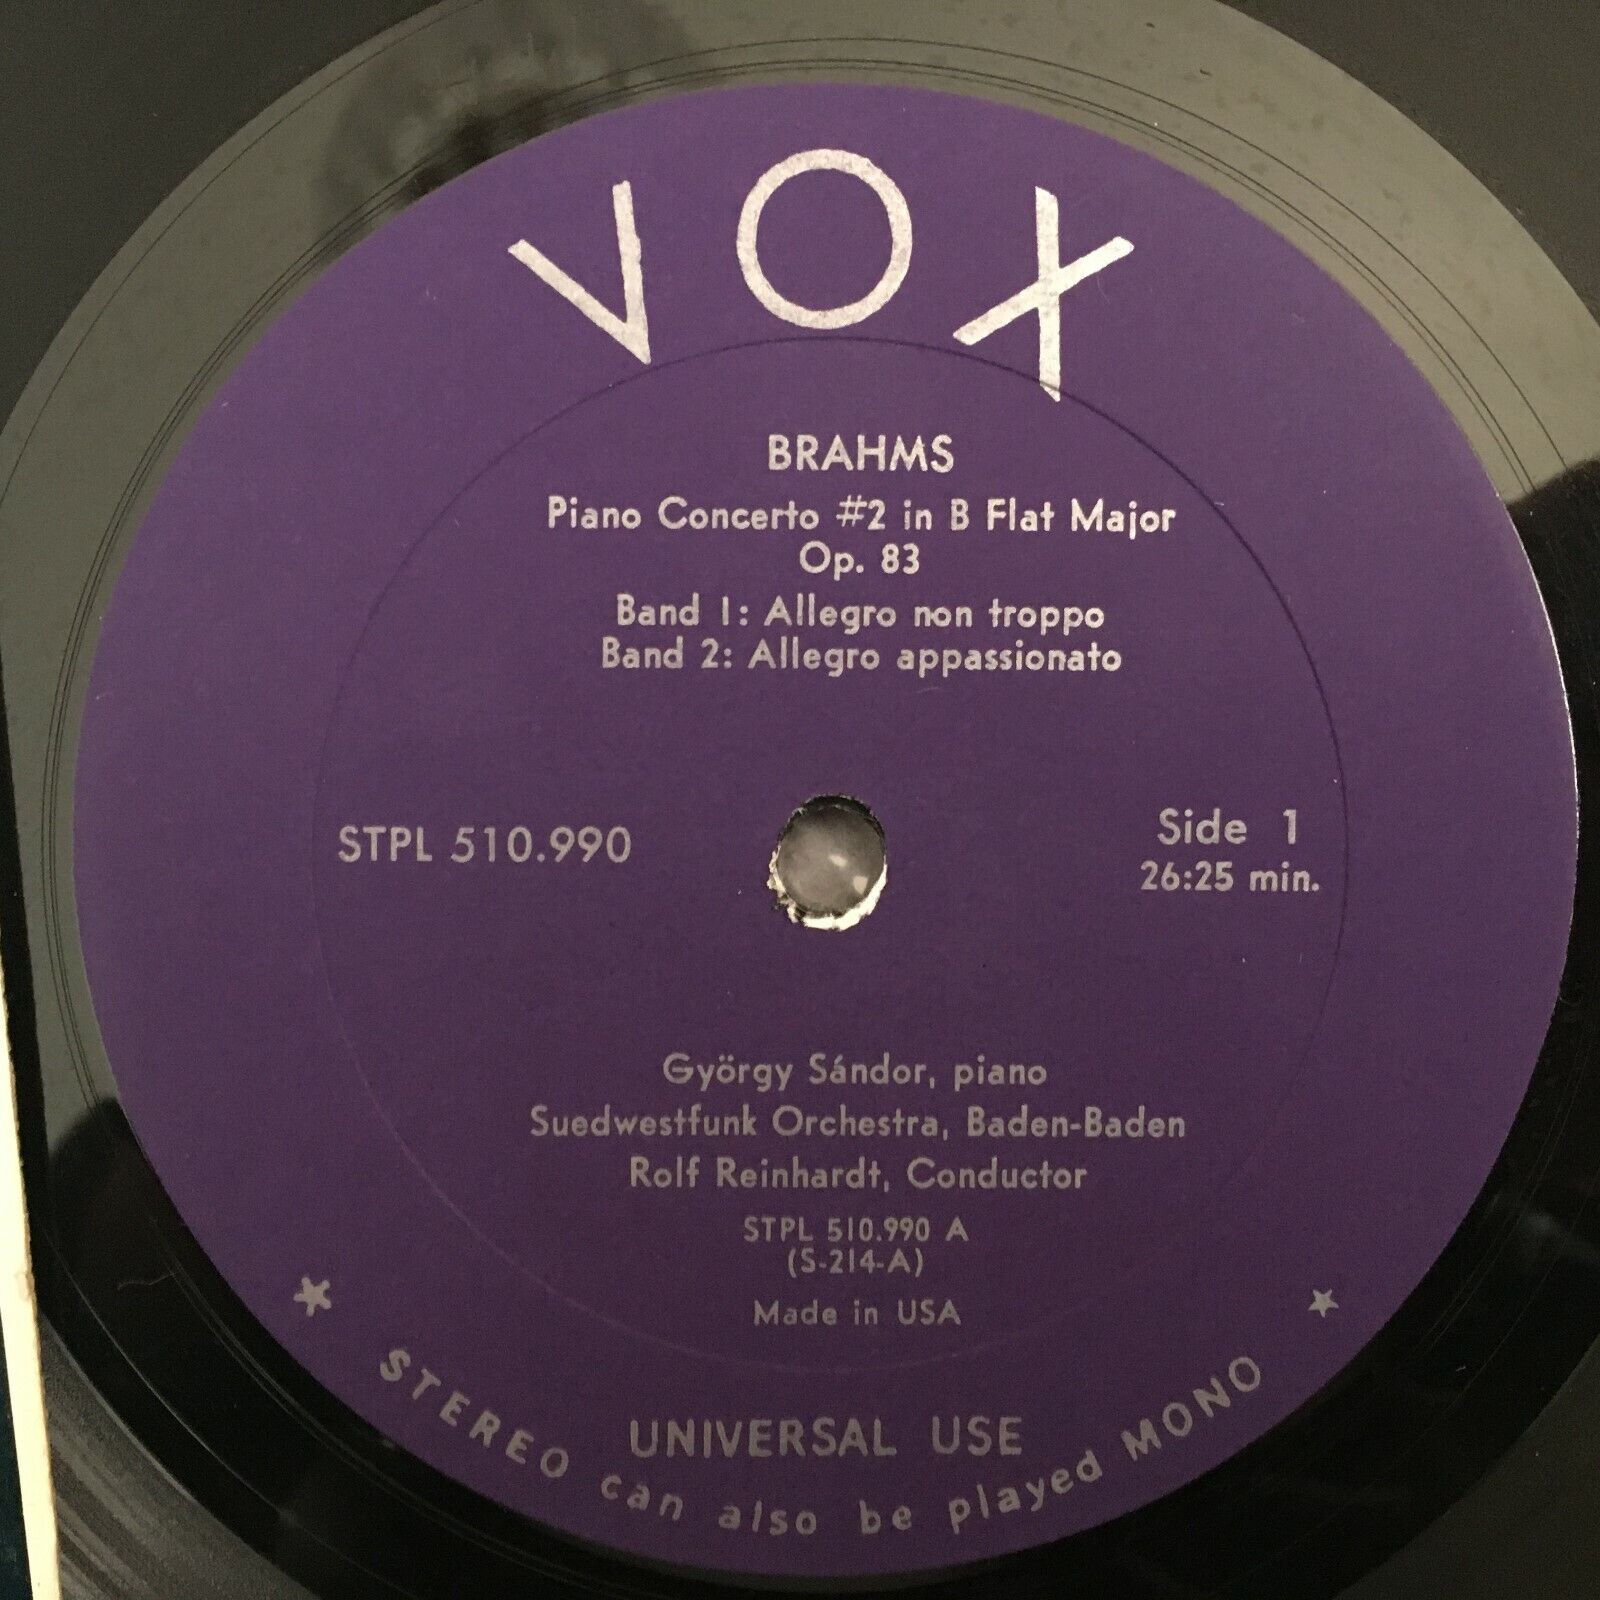 VOX
BRAHMS
Piano Concerto #2 in B Flat Major
Op. 83
Band 1: Allegro non troppo
Band 2: Allegro appassionato
STPL 510.990
Side 1
26:25 min.
György Sándor, piano
Suedwestfunk Orchestra, Baden-Baden
Rolf Reinhardt, Conductor
STPL 510.990 A
(S-214-A)
Made in USA
UNIVERSAL USE
★ STEREO can also be played MONO ★